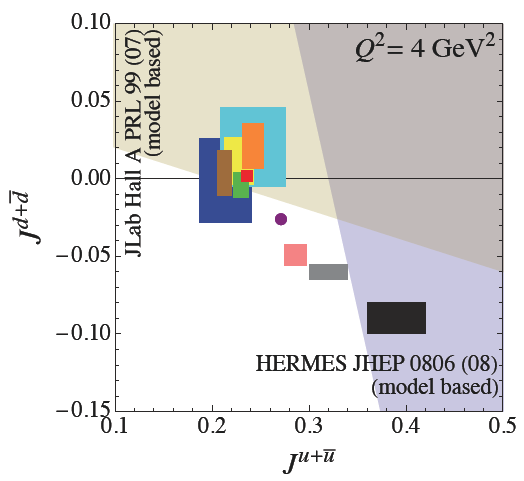 0.10
0.05
0.00
−0.05
−0.10
−0.15
0.1
0.2
0.3
0.4
0.5
J^{d+d̅}
J^{u+u̅}
Q²= 4 GeV²
JLab Hall A PRL 99 (07)
(model based)
HERMES JHEP 0806 (08)
(model based)